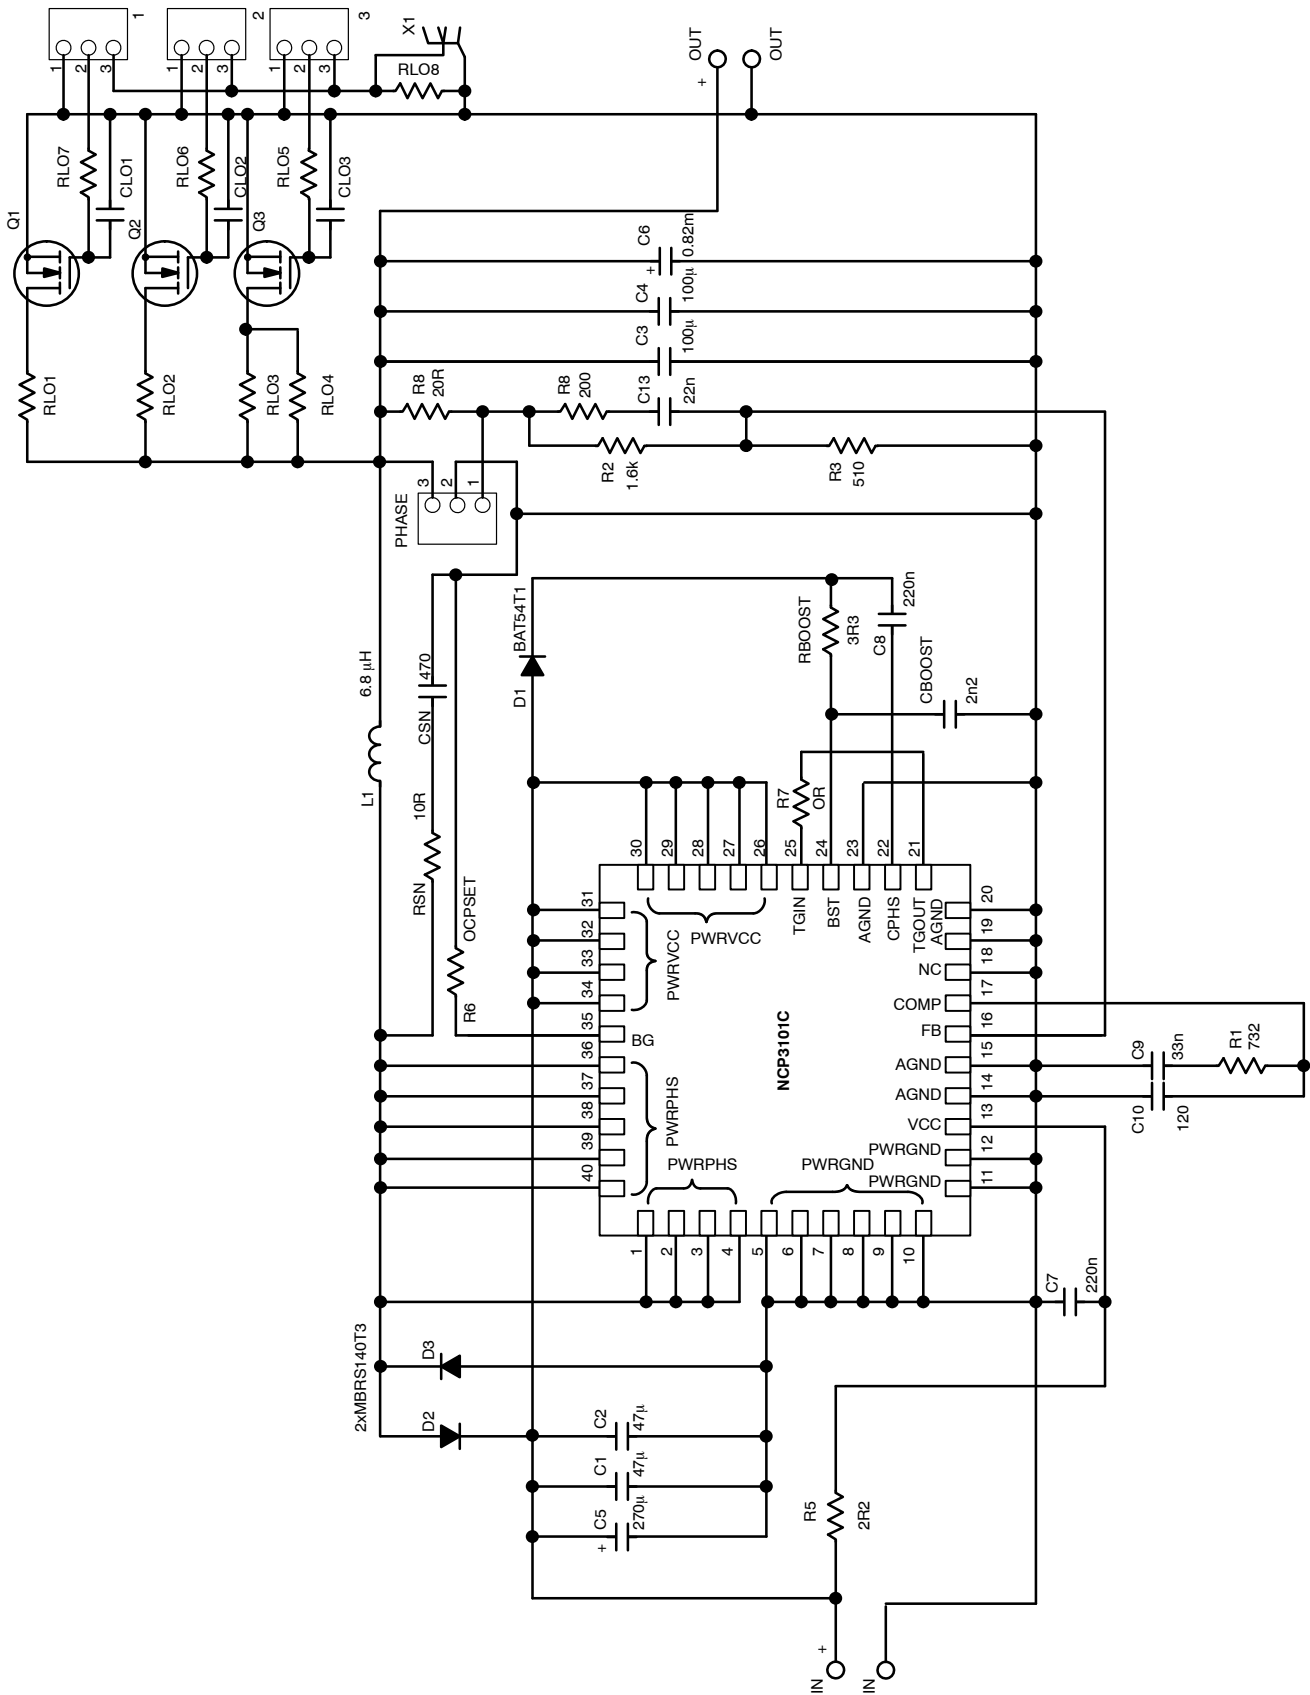 1
2
3
1
2
3
1
2
3
1
2
3
X1
RLO8
OUT
+
OUT
Q1
RLO7
CLO1
Q2
RLO6
CLO2
Q3
RLO5
CLO3
RLO1
RLO2
RLO3
RLO4
C6
+
0.82m
C4
100µ
C3
100µ
R8
20R
R8
200
C13
22n
R2
1.6k
R3
510
PHASE
3
2
1
6.8 µH
L1
470
CSN
10R
RSN
OCPSET
R6
BAT54T1
D1
RBOOST
3R3
C8
220n
CBOOST
2n2
R7
OR
30
29
28
27
26
25
24
23
22
21
31
32
33
34
35
36
37
38
39
40
PWRVCC
PWRVCC
TGIN
BST
AGND
CPHS
TGOUT
AGND
NC
COMP
FB
AGND
AGND
VCC
PWRGND
PWRGND
BG
PWRPHS
PWRPHS
PWRGND
NCP3101C
20
19
18
17
16
15
14
13
12
11
1
2
3
4
5
6
7
8
9
10
C9
33n
R1
732
C10
120
C7
220n
2xMBRS140T3
D3
D2
C2
47µ
C1
47µ
C5
+
270µ
R5
2R2
+
IN
IN